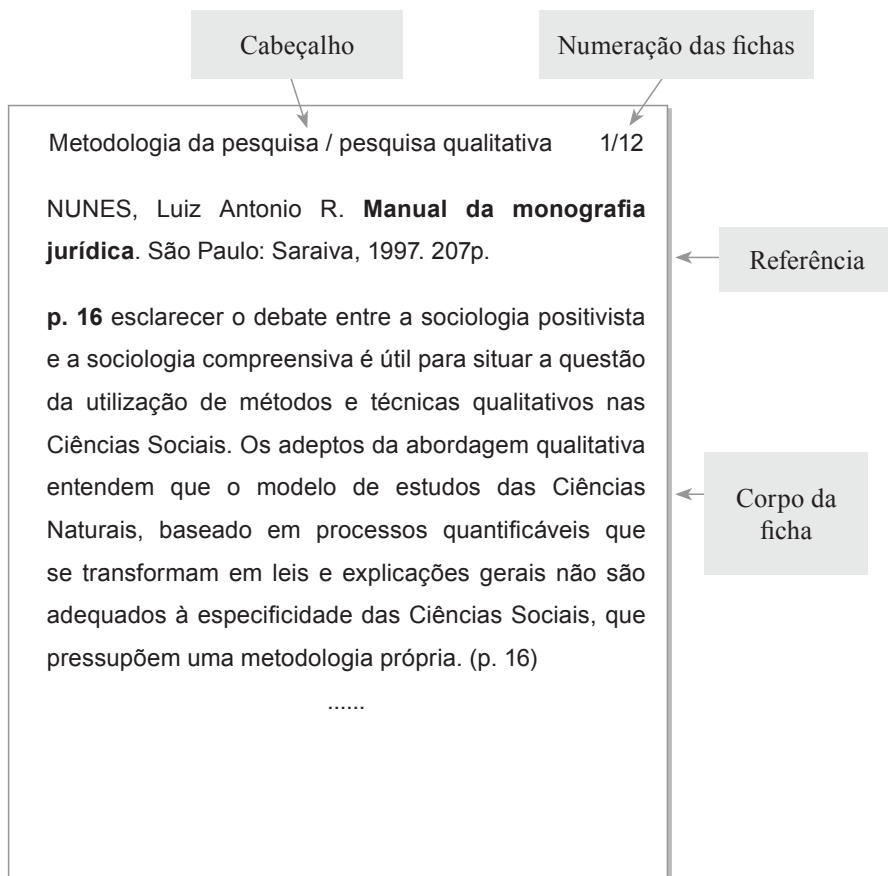 Cabeçalho
Numeração das fichas
Metodologia da pesquisa / pesquisa qualitativa 1/12
NUNES, Luiz Antonio R. Manual da monografia
jurídica. São Paulo: Saraiva, 1997. 207p.
Referência
p. 16 esclarecer o debate entre a sociologia positivista
e a sociologia compreensiva é útil para situar a questão
da utilização de métodos e técnicas qualitativos nas
Ciências Sociais. Os adeptos da abordagem qualitativa
entendem que o modelo de estudos das Ciências
Naturais, baseado em processos quantificáveis que
se transformam em leis e explicações gerais não são
adequados à especificidade das Ciências Sociais, que
pressupõem uma metodologia própria. (p. 16)
......
Corpo da
ficha